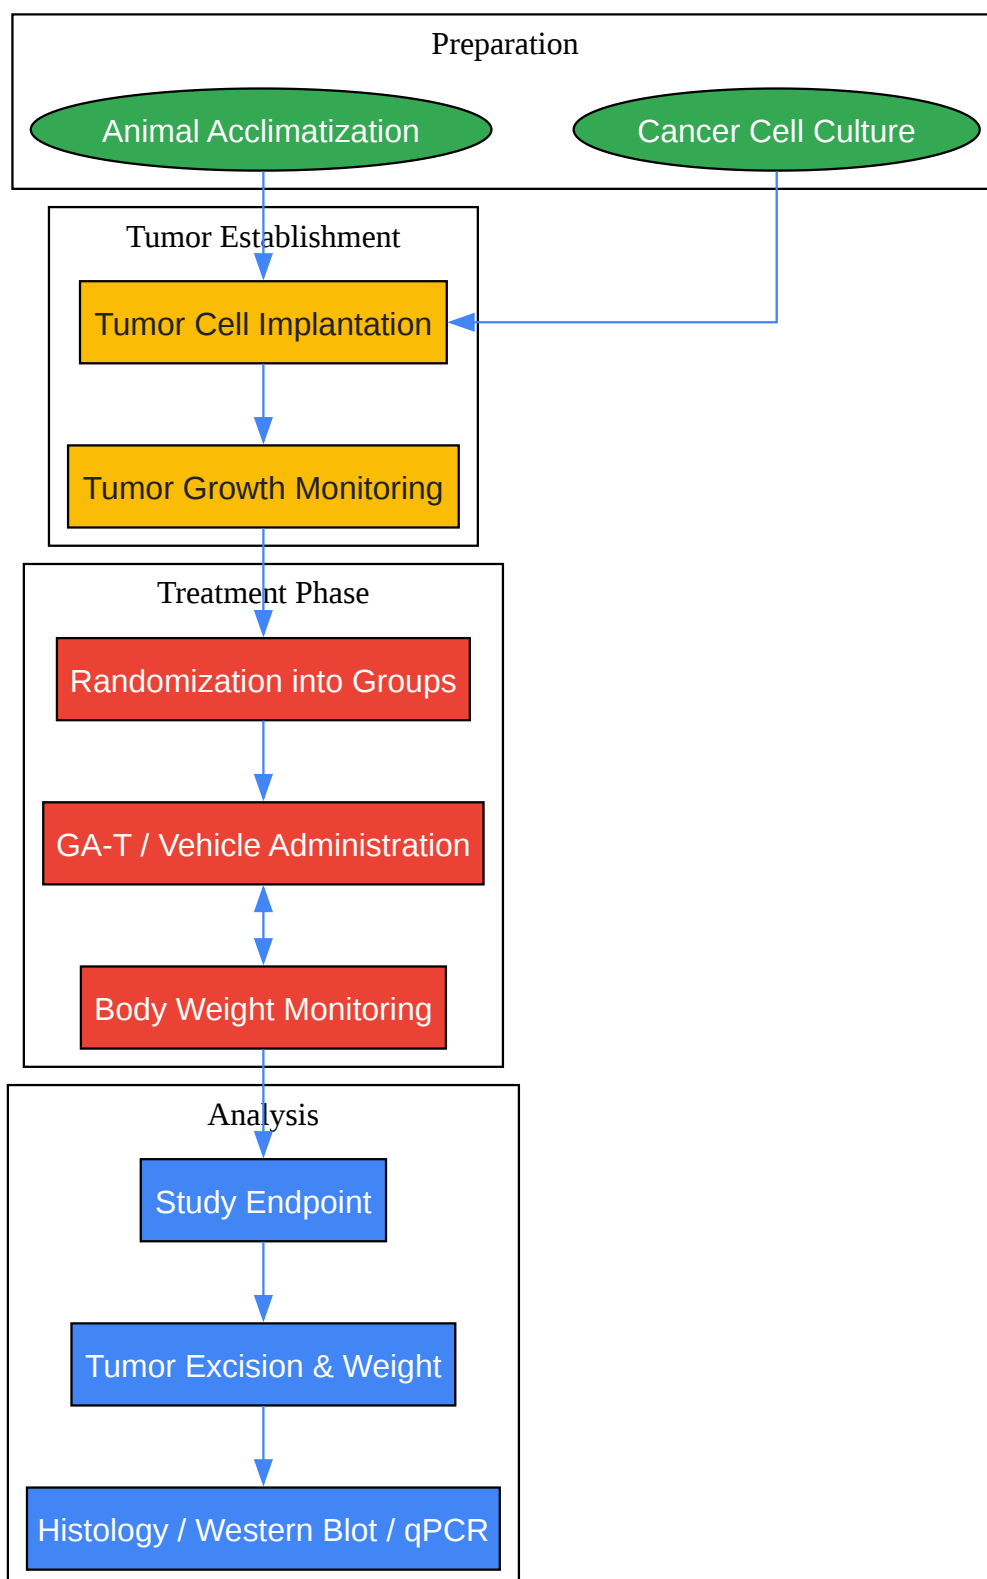 Preparation
Animal Acclimatization
Cancer Cell Culture
Tumor Establishment
Tumor Cell Implantation
Tumor Growth Monitoring
Treatment Phase
Randomization into Groups
GA-T / Vehicle Administration
Body Weight Monitoring
Analysis
Study Endpoint
Tumor Excision & Weight
Histology / Western Blot / qPCR